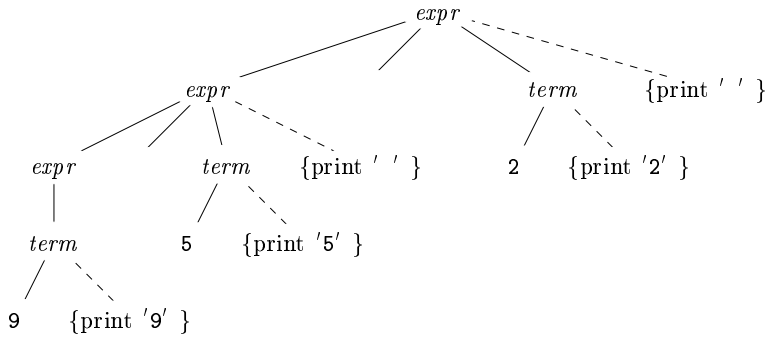 expr
expr term {print ' ' }
expr term {print ' ' } 2 {print '2' }
term 5 {print '5' }
9 {print '9' }